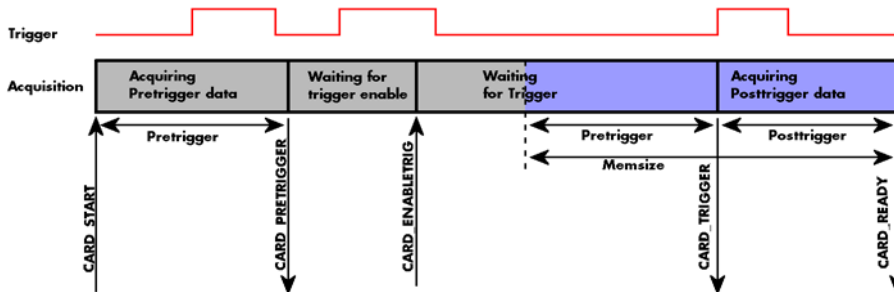 Trigger
Acquisition
Acquiring
Pretrigger data
Waiting for
trigger enable
Waiting
for Trigger
Acquiring
Posttrigger data
Pretrigger
Pretrigger
Posttrigger
Memsize
CARD_START
CARD_PRETRIGGER
CARD_ENABLETRIG
CARD_TRIGGER
CARD_READY